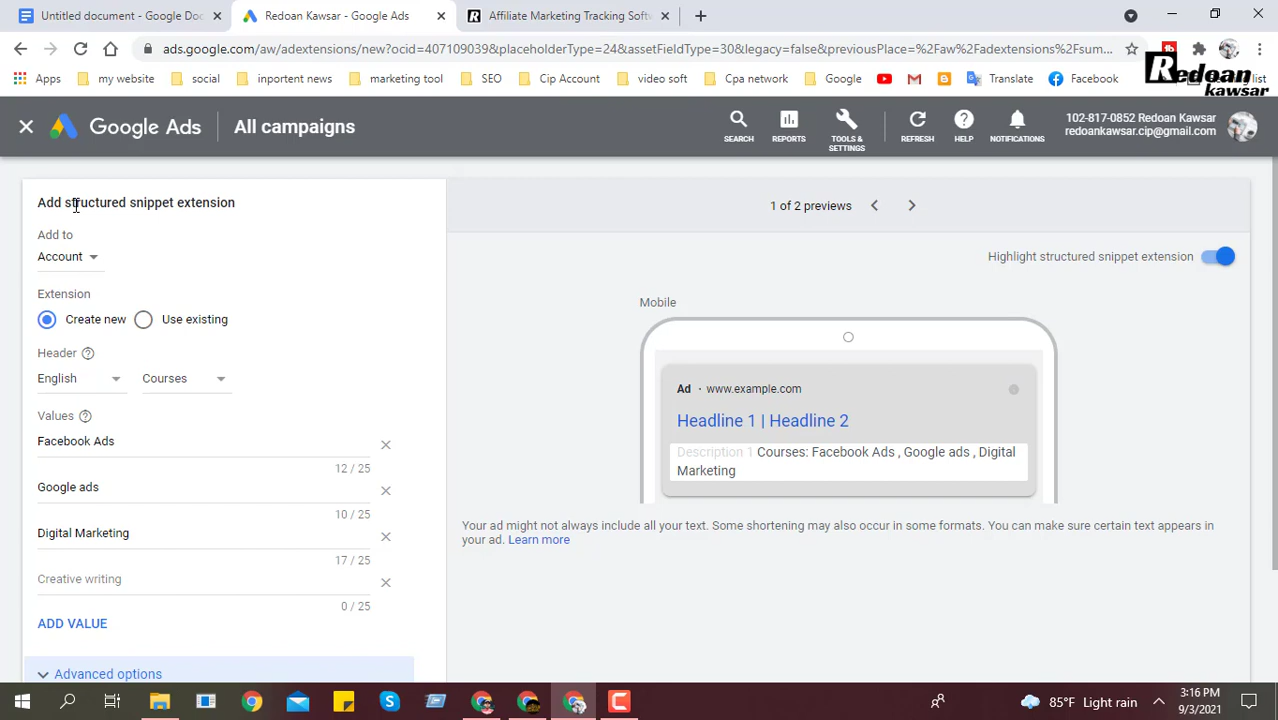 Untitled document - Google Doc
Redoan Kawsar - Google Ads
Affiliate Marketing Tracking Softw
ads.google.com/aw/adextensions/new?ocid=407109039&placeholderType=24&assetFieldType=30&legacy=false&previousPlace=%2Faw%2Fadextensions%2Fsum...
Apps
my website
social
inportent news
marketing tool
SEO
Cip Account
video soft
Cpa network
Google
Translate
Facebook
Redoan
kawsar
Google Ads
All campaigns
SEARCH
REPORTS
TOOLS &
SETTINGS
REFRESH
HELP
NOTIFICATIONS
102-817-0852 Redoan Kawsar
redoankawsar.cip@gmail.com
Add structured snippet extension
Add to
Account
Extension
Create new
Use existing
Header
English
Courses
Values
Facebook Ads
12 / 25
Google ads
10 / 25
Digital Marketing
17 / 25
Creative writing
0 / 25
ADD VALUE
Advanced options
1 of 2 previews
Highlight structured snippet extension
Mobile
Ad · www.example.com
Headline 1 | Headline 2
Description 1 Courses: Facebook Ads , Google ads , Digital
Marketing
Your ad might not always include all your text. Some shortening may also occur in some formats. You can make sure certain text appears in
your ad. Learn more
85°F Light rain
3:16 PM
9/3/2021